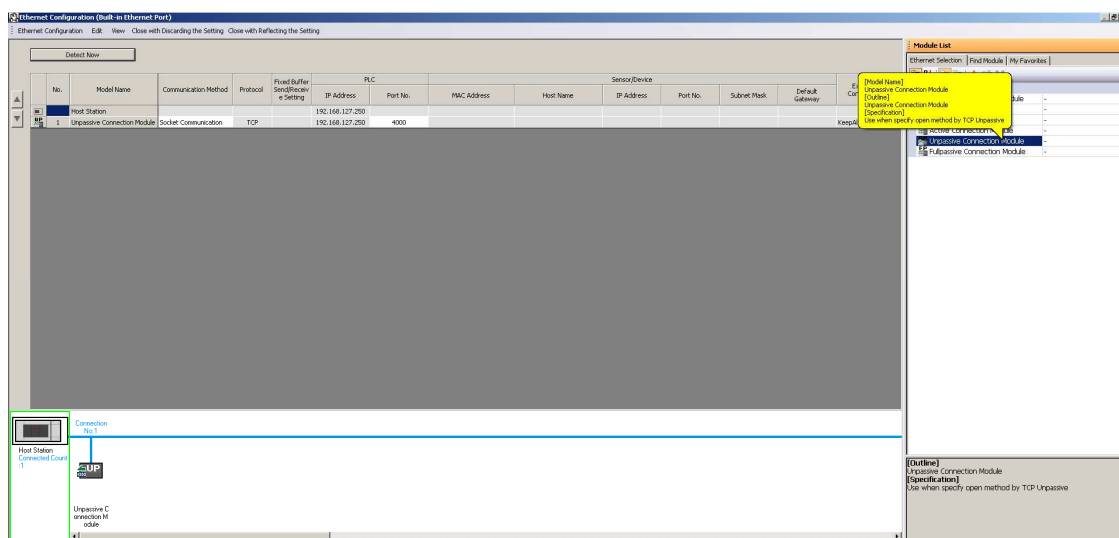 Ethernet Configuration (Built-in Ethernet Port)
Ethernet Configuration Edit View Close with Discarding the Setting Close with Reflecting the Setting
Detect Now
No. Model Name Communication Method Protocol Fixed Buffer Send/Receive Setting PLC IP Address Port No. Sensor/Device MAC Address Host Name IP Address Port No. Subnet Mask Default Gateway
Host Station 192.168.127.250
1 Unpassive Connection Module Socket Communication TCP 192.168.127.250 4000
Module List
Ethernet Selection Find Module My Favorites
[Model Name]
Unpassive Connection Module
[Outline]
Unpassive Connection Module
[Specification]
Use when specify open method by TCP Unpassive
Active Connection Module -
Unpassive Connection Module -
Fullpassive Connection Module -
Connection
No.1
Host Station
Connected Count
:1
UP
Unpassive C
onnection M
odule
[Outline]
Unpassive Connection Module
[Specification]
Use when specify open method by TCP Unpassive